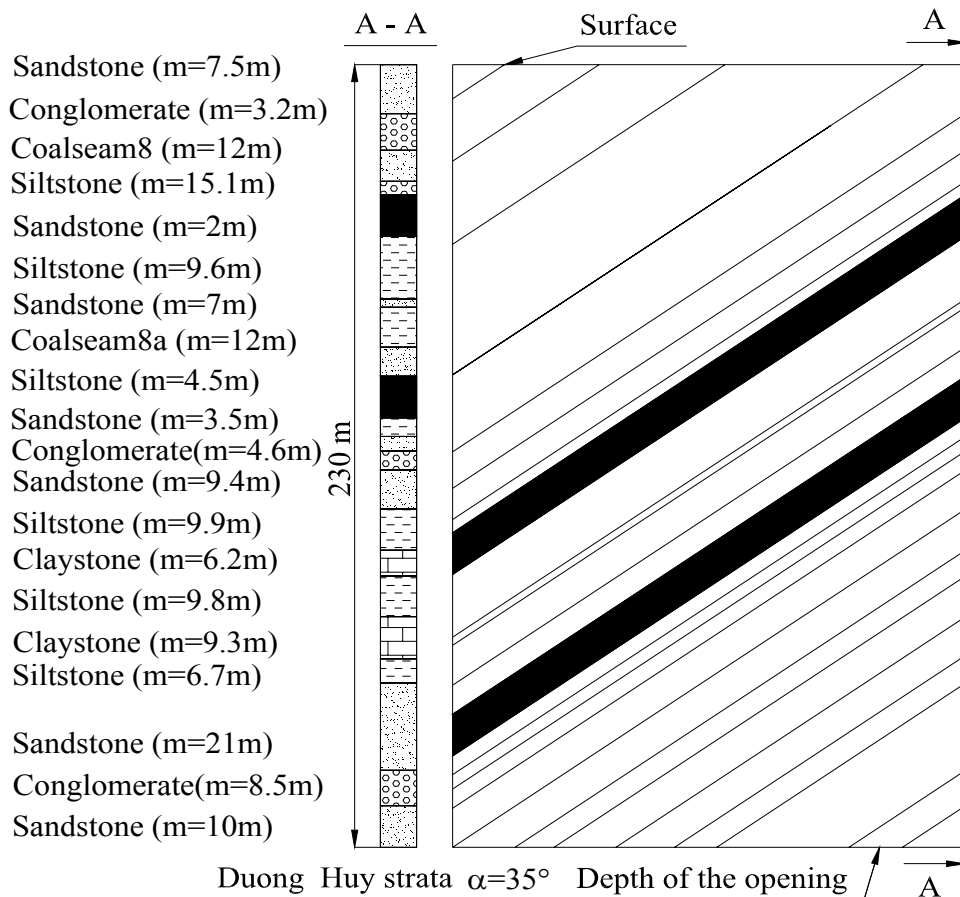 A - A
Surface
A
Sandstone (m=7.5m)
Conglomerate (m=3.2m)
Coalseam8 (m=12m)
Siltstone (m=15.1m)
Sandstone (m=2m)
Siltstone (m=9.6m)
Sandstone (m=7m)
Coalseam8a (m=12m)
Siltstone (m=4.5m)
Sandstone (m=3.5m)
Conglomerate(m=4.6m)
Sandstone (m=9.4m)
Siltstone (m=9.9m)
Claystone (m=6.2m)
Siltstone (m=9.8m)
Claystone (m=9.3m)
Siltstone (m=6.7m)
Sandstone (m=21m)
Conglomerate(m=8.5m)
Sandstone (m=10m)
230 m
Duong Huy strata α=35° Depth of the opening
A